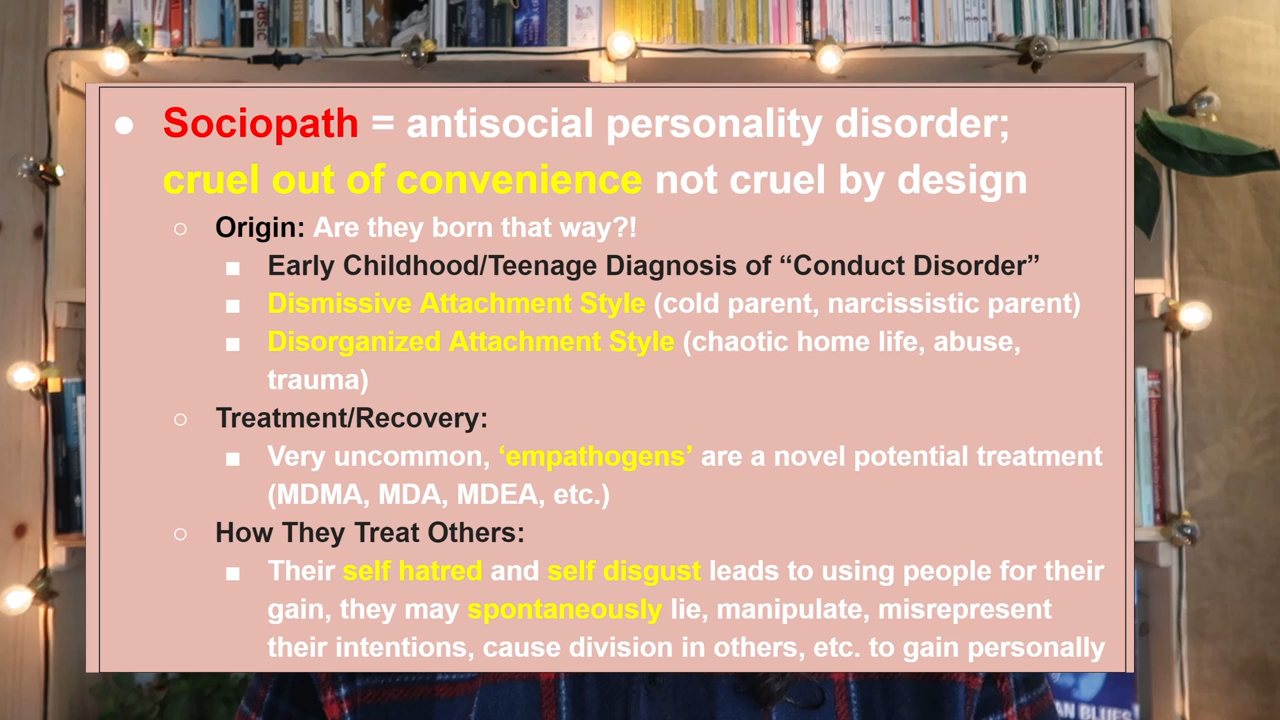 MUSIC
● Sociopath = antisocial personality disorder;
cruel out of convenience not cruel by design
○ Origin: Are they born that way?!
■ Early Childhood/Teenage Diagnosis of “Conduct Disorder”
■ Dismissive Attachment Style (cold parent, narcissistic parent)
■ Disorganized Attachment Style (chaotic home life, abuse,
trauma)
○ Treatment/Recovery:
■ Very uncommon, ‘empathogens’ are a novel potential treatment
(MDMA, MDA, MDEA, etc.)
○ How They Treat Others:
■ Their self hatred and self disgust leads to using people for their
gain, they may spontaneously lie, manipulate, misrepresent
their intentions, cause division in others, etc. to gain personally
AN BLUES